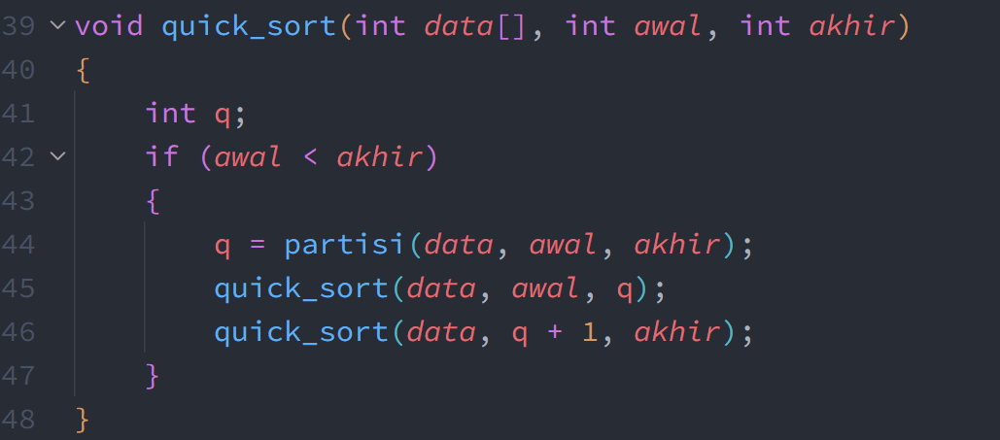 39 void quick_sort(int data[], int awal, int akhir)
40 {
41     int q;
42     if (awal < akhir)
43     {
44         q = partisi(data, awal, akhir);
45         quick_sort(data, awal, q);
46         quick_sort(data, q + 1, akhir);
47     }
48 }